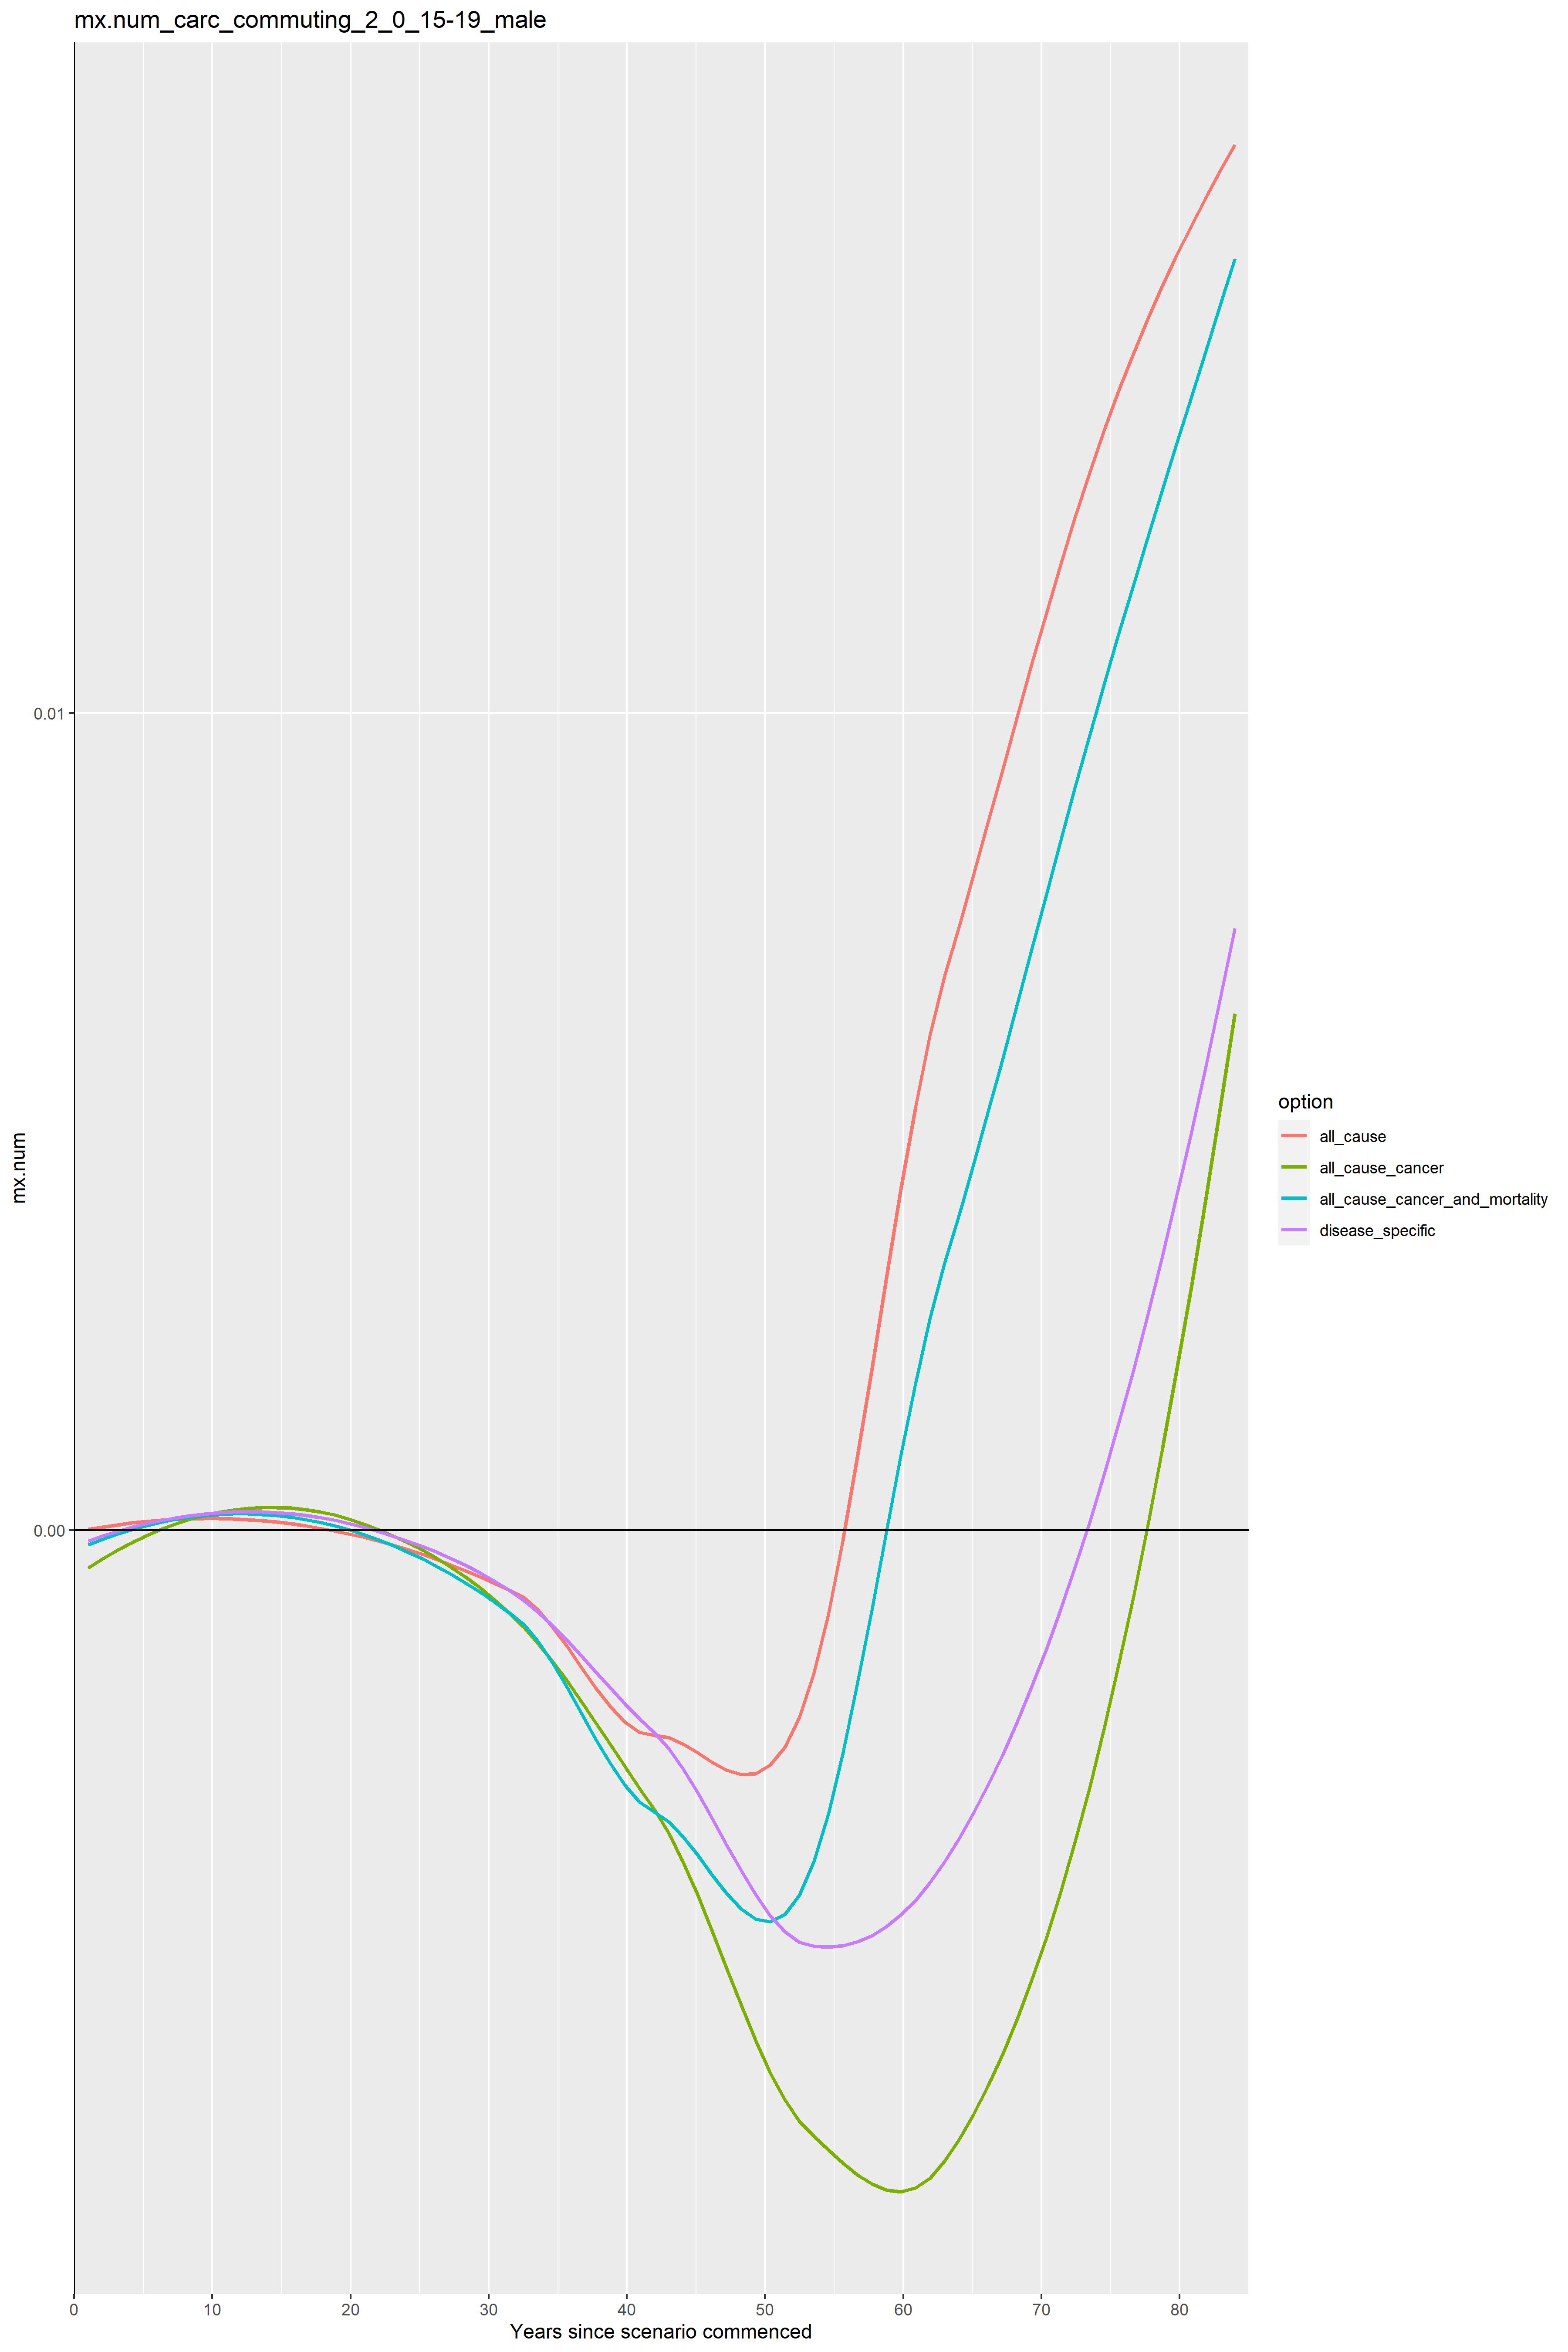 mx.num_carc_commuting_2_0_15-19_male
0.01
0.00
mx.num
0 10 20 30 40 50 60 70 80
Years since scenario commenced
option
all_cause
all_cause_cancer
all_cause_cancer_and_mortality
disease_specific